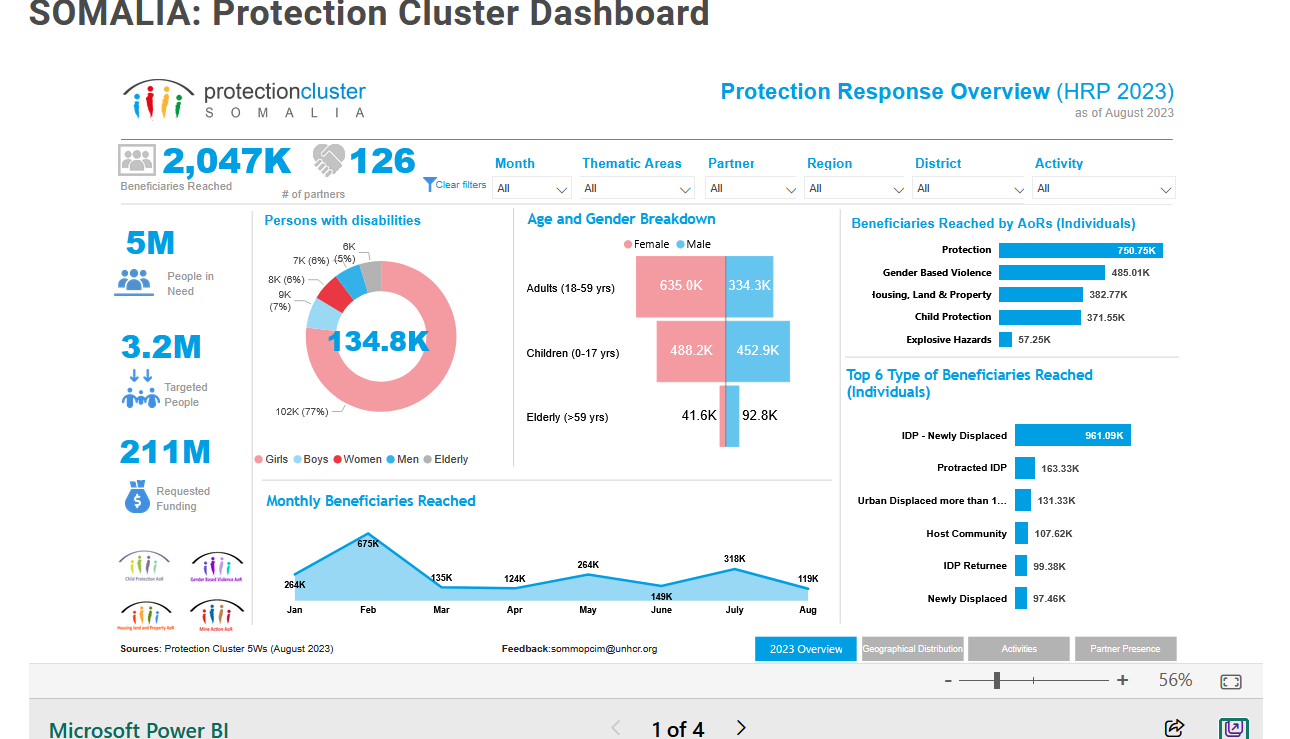 SOMALIA: Protection Cluster Dashboard
protectioncluster
SOMALIA
Protection Response Overview (HRP 2023)
as of August 2023
2,047K
Beneficiaries Reached
126
# of partners
Clear filters
Month
All
Thematic Areas
All
Partner
All
Region
All
District
All
Activity
All
5M
People in
Need
3.2M
Targeted
People
211M
Requested
Funding
Child Protection AoR
Gender Based Violence AoR
Housing land and Property AoR
Mine Action AoR
Persons with disabilities
6K
(5%)
7K (6%)
8K (6%)
9K
(7%)
134.8K
102K (77%)
Girls Boys Women Men Elderly
Age and Gender Breakdown
Female Male
Adults (18-59 yrs) 635.0K 334.3K
Children (0-17 yrs) 488.2K 452.9K
Elderly (>59 yrs) 41.6K 92.8K
Monthly Beneficiaries Reached
264K 675K 135K 124K 264K 149K 318K 119K
Jan Feb Mar Apr May June July Aug
Beneficiaries Reached by AoRs (Individuals)
Protection 750.75K
Gender Based Violence 485.01K
Housing, Land & Property 382.77K
Child Protection 371.55K
Explosive Hazards 57.25K
Top 6 Type of Beneficiaries Reached
(Individuals)
IDP - Newly Displaced 961.09K
Protracted IDP 163.33K
Urban Displaced more than 1... 131.33K
Host Community 107.62K
IDP Returnee 99.38K
Newly Displaced 97.46K
Sources: Protection Cluster 5Ws (August 2023)
Feedback:sommopcim@unhcr.org
2023 Overview
Geographical Distribution
Activities
Partner Presence
- + 56%
Microsoft Power BI
1 of 4